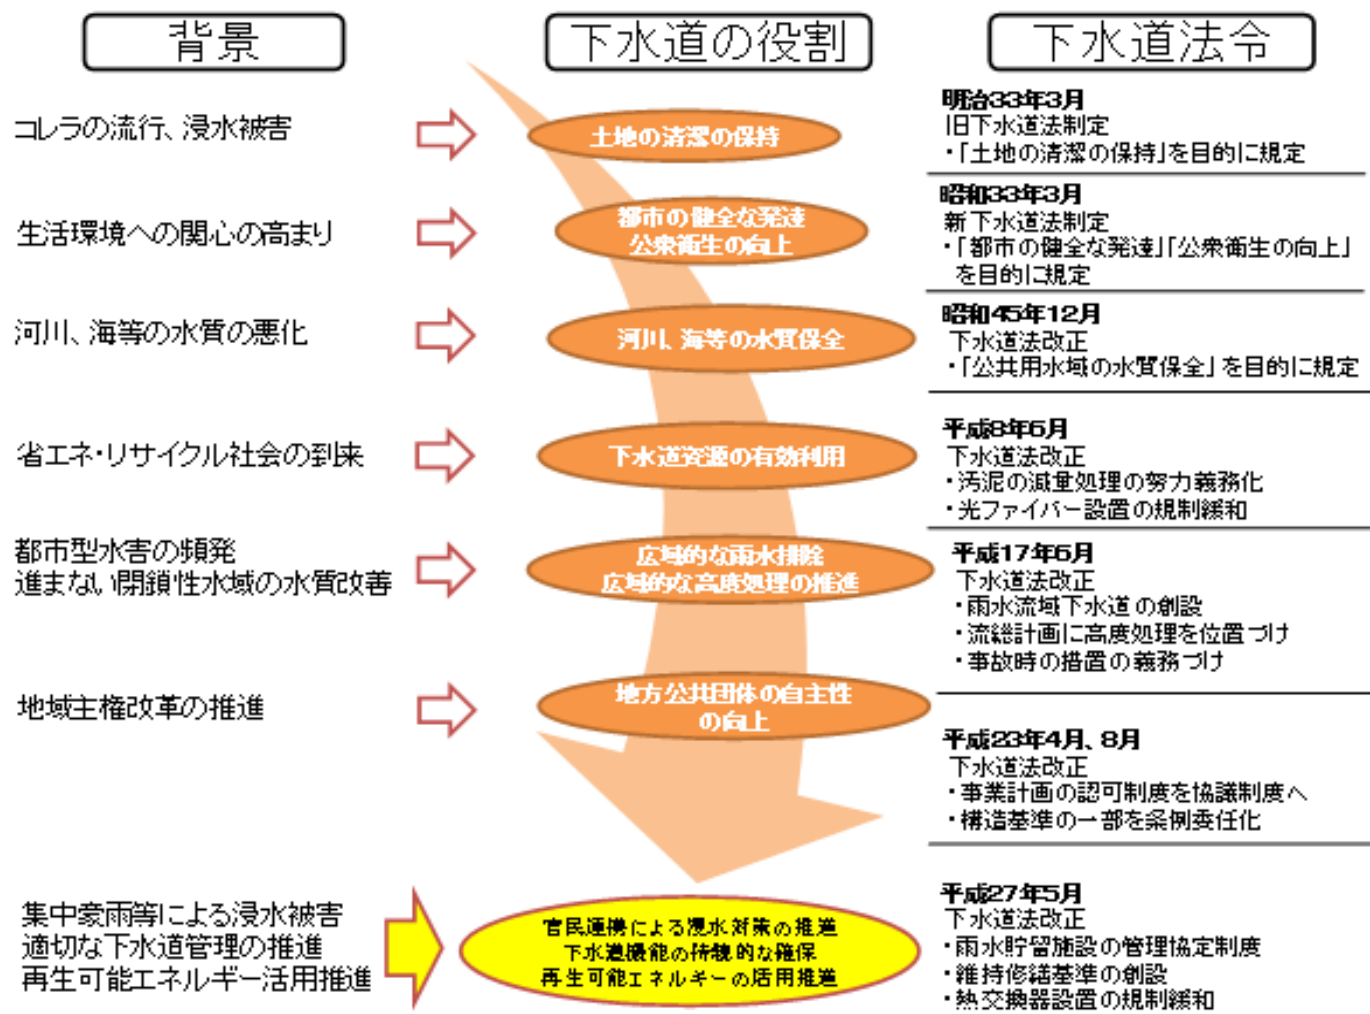 背景
下水道の役割
下水道法令
コレラの流行、浸水被害
土地の清潔の保持
明治33年3月
旧下水道法制定
・「土地の清潔の保持」を目的に規定
生活環境への関心の高まり
都市の健全な発達
公衆衛生の向上
昭和33年3月
新下水道法制定
・「都市の健全な発達」「公衆衛生の向上」
を目的に規定
河川、海等の水質の悪化
河川、海等の水質保全
昭和45年12月
下水道法改正
・「公共用水域の水質保全」を目的に規定
省エネ・リサイクル社会の到来
下水道資源の有効利用
平成8年6月
下水道法改正
・汚泥の減量処理の努力義務化
・光ファイバー設置の規制緩和
都市型水害の頻発
進まない閉鎖性水域の水質改善
広域的な雨水排除
広域的な高度処理の推進
平成17年6月
下水道法改正
・雨水流域下水道の創設
・流総計画に高度処理を位置づけ
・事故時の措置の義務づけ
地域主権改革の推進
地方公共団体の自主性
の向上
平成23年4月、8月
下水道法改正
・事業計画の認可制度を協議制度へ
・構造基準の一部を条例委任化
集中豪雨等による浸水被害
適切な下水道管理の推進
再生可能エネルギー活用推進
官民連携による浸水対策の推進
下水道機能の持続的な確保
再生可能エネルギーの活用推進
平成27年5月
下水道法改正
・雨水貯留施設の管理協定制度
・維持修繕基準の創設
・熱交換器設置の規制緩和